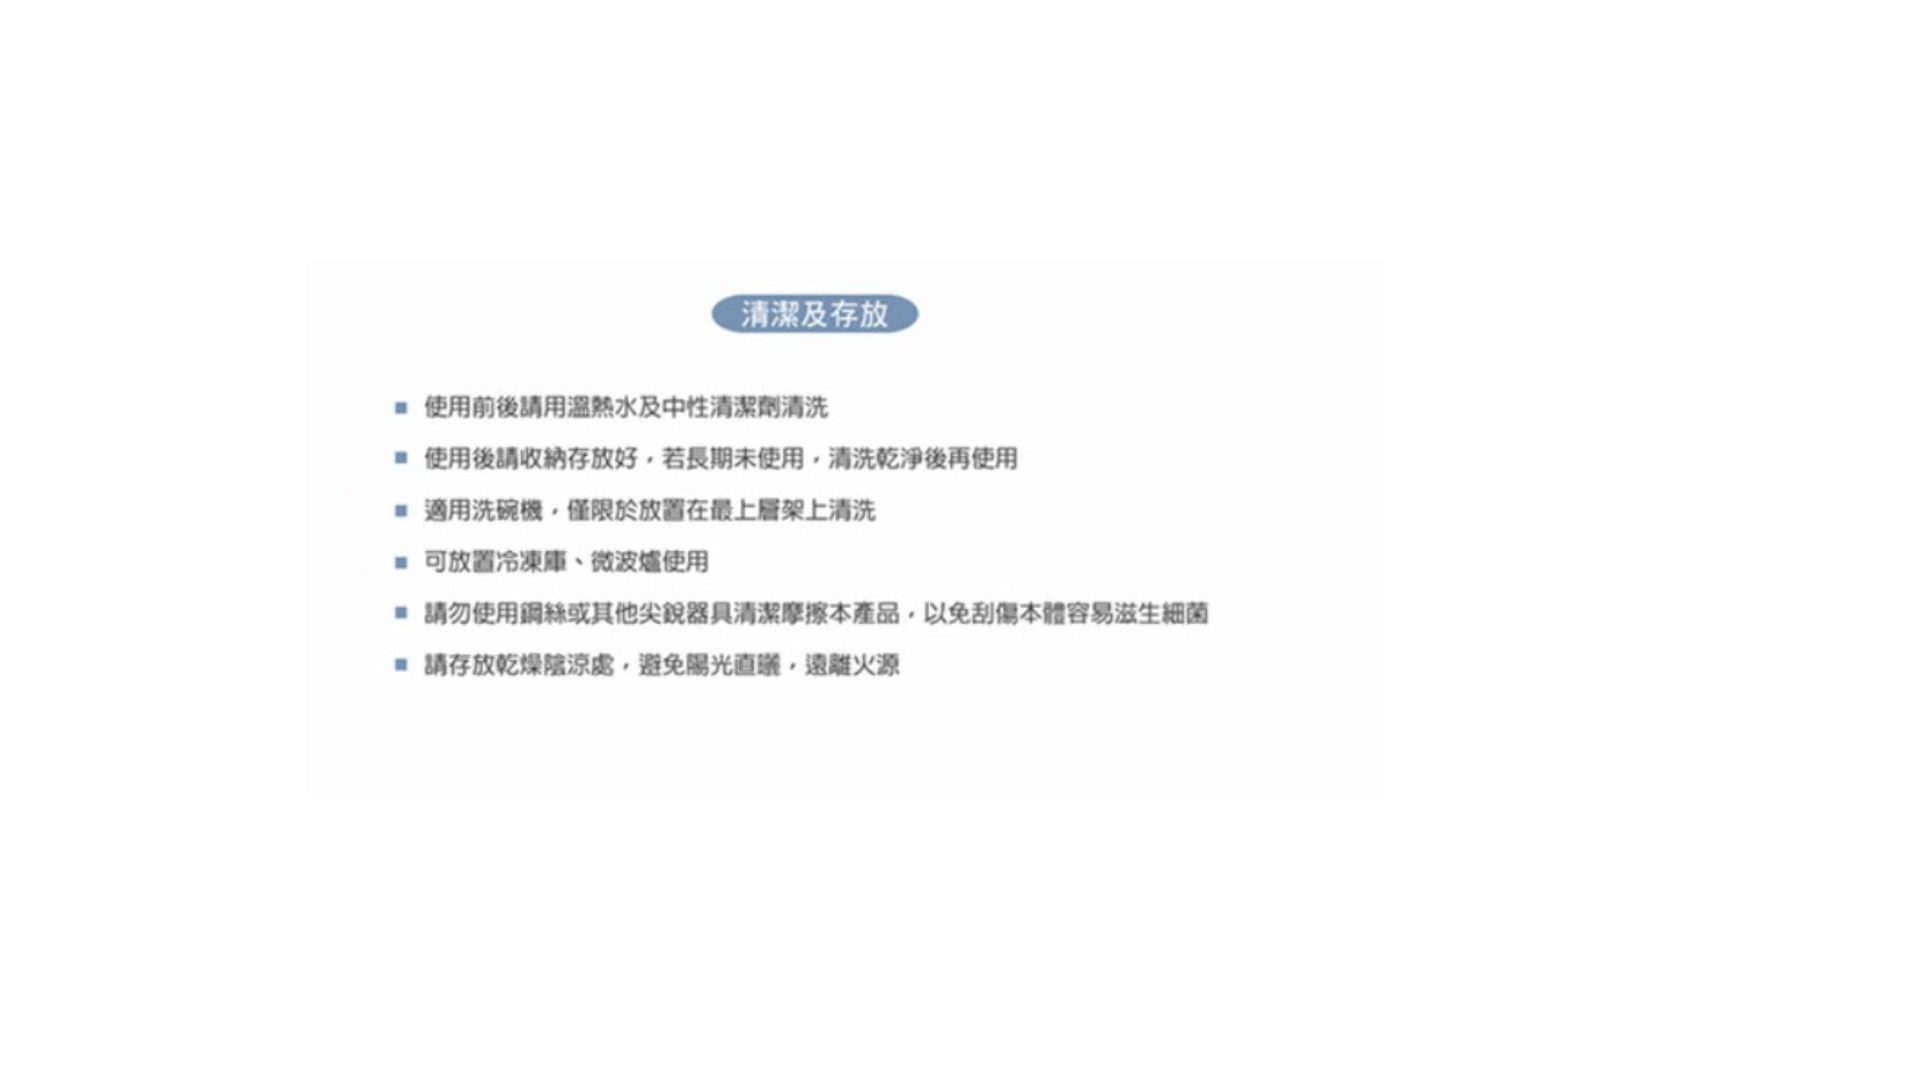 清潔及存放
■ 使用前後請用溫熱水及中性清潔劑清洗
■ 使用後請收納存放好，若長期未使用，清洗乾淨後再使用
■ 適用洗碗機，僅限於放置在最上層架上清洗
■ 可放置冷凍庫、微波爐使用
■ 請勿使用鋼絲或其他尖銳器具清潔摩擦本產品，以免刮傷本體容易滋生細菌
■ 請存放乾燥陰涼處，避免陽光直曬，遠離火源